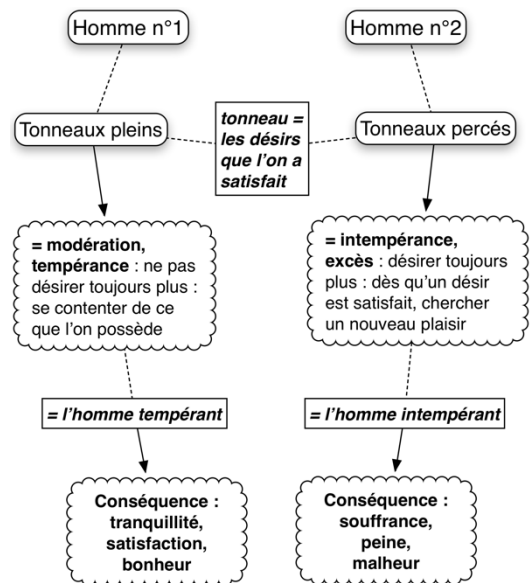 Homme n°1
Homme n°2
Tonneaux pleins
tonneau =
les désirs
que l'on a
satisfait
Tonneaux percés
= modération,
tempérance : ne pas
désirer toujours plus :
se contenter de ce
que l'on possède
= intempérance,
excès : désirer toujours
plus : dès qu'un désir
est satisfait, chercher
un nouveau plaisir
= l'homme tempérant
= l'homme intempérant
Conséquence :
tranquillité,
satisfaction,
bonheur
Conséquence :
souffrance,
peine,
malheur